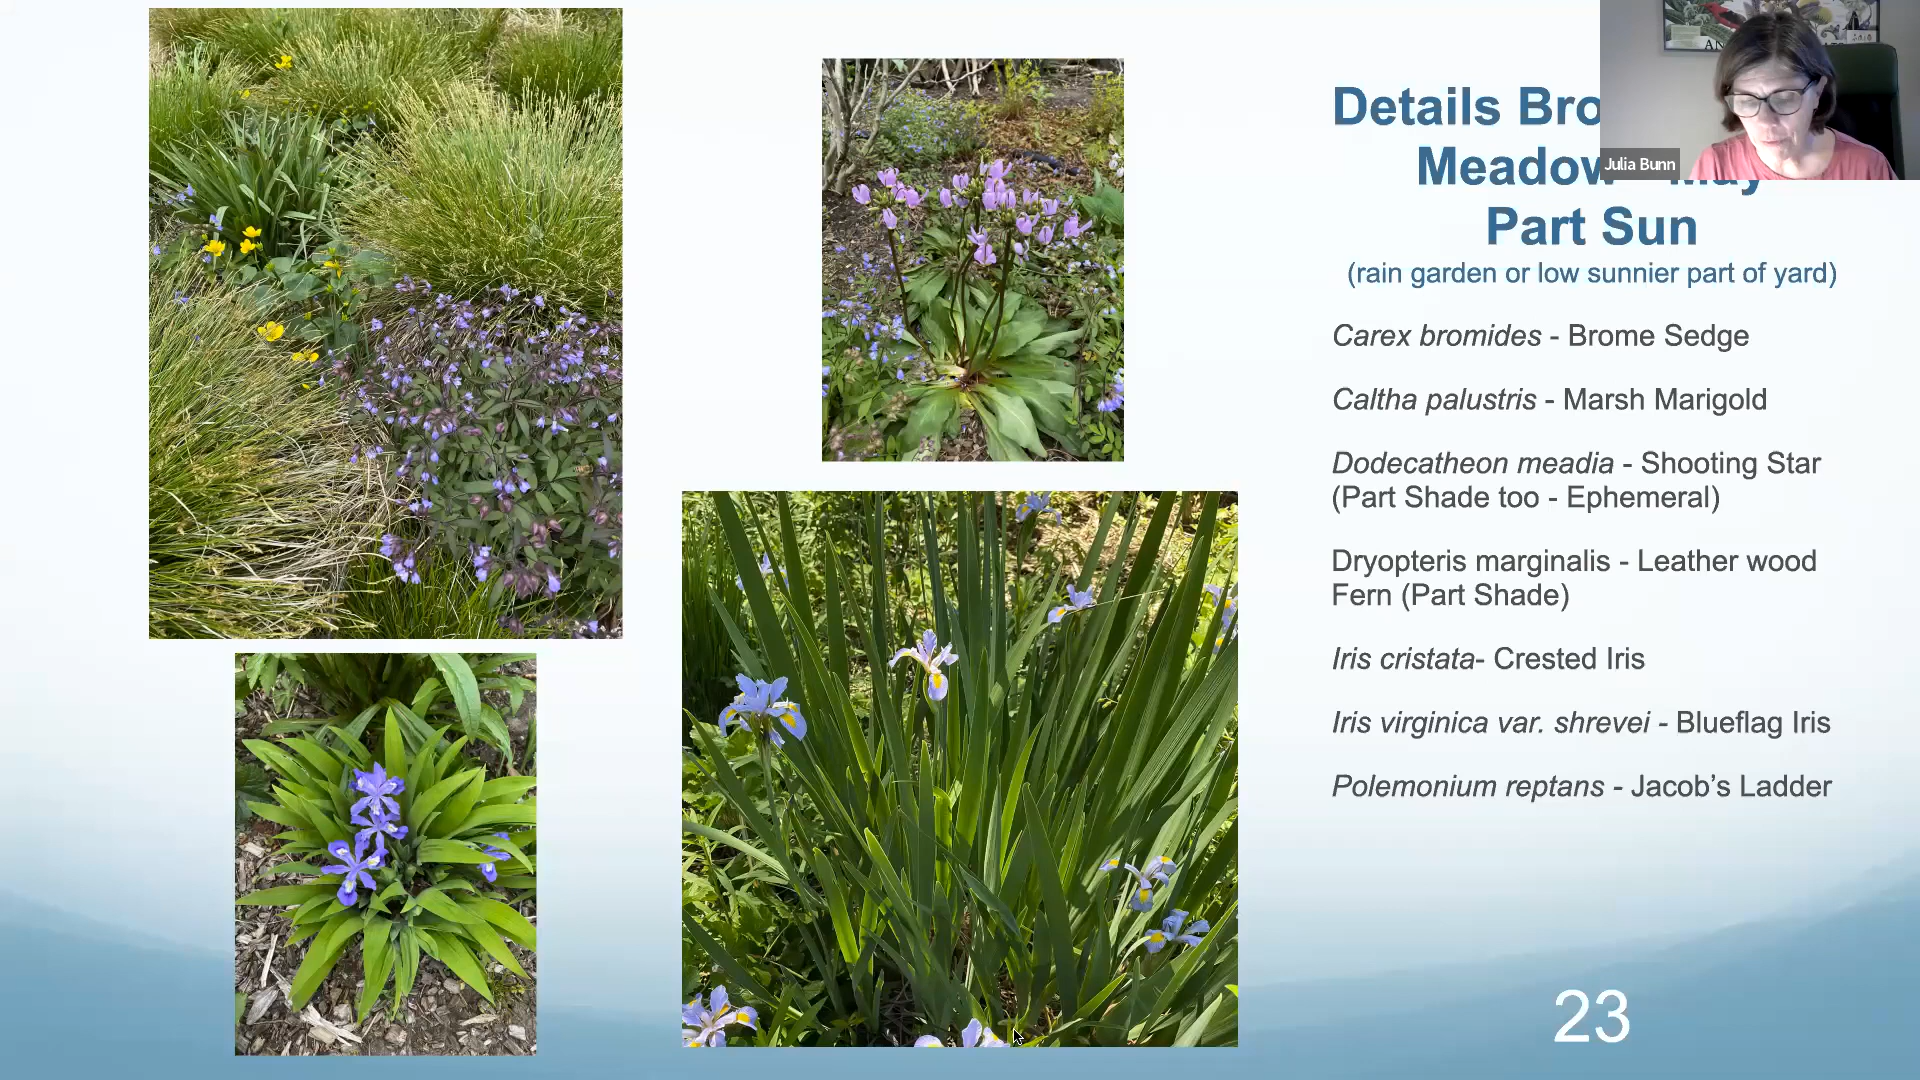 Details Bro
Meadow - May
Part Sun
(rain garden or low sunnier part of yard)
Carex bromides - Brome Sedge
Caltha palustris - Marsh Marigold
Dodecatheon meadia - Shooting Star
(Part Shade too - Ephemeral)
Dryopteris marginalis - Leather wood
Fern (Part Shade)
Iris cristata- Crested Iris
Iris virginica var. shrevei - Blueflag Iris
Polemonium reptans - Jacob’s Ladder
23
Julia Bunn